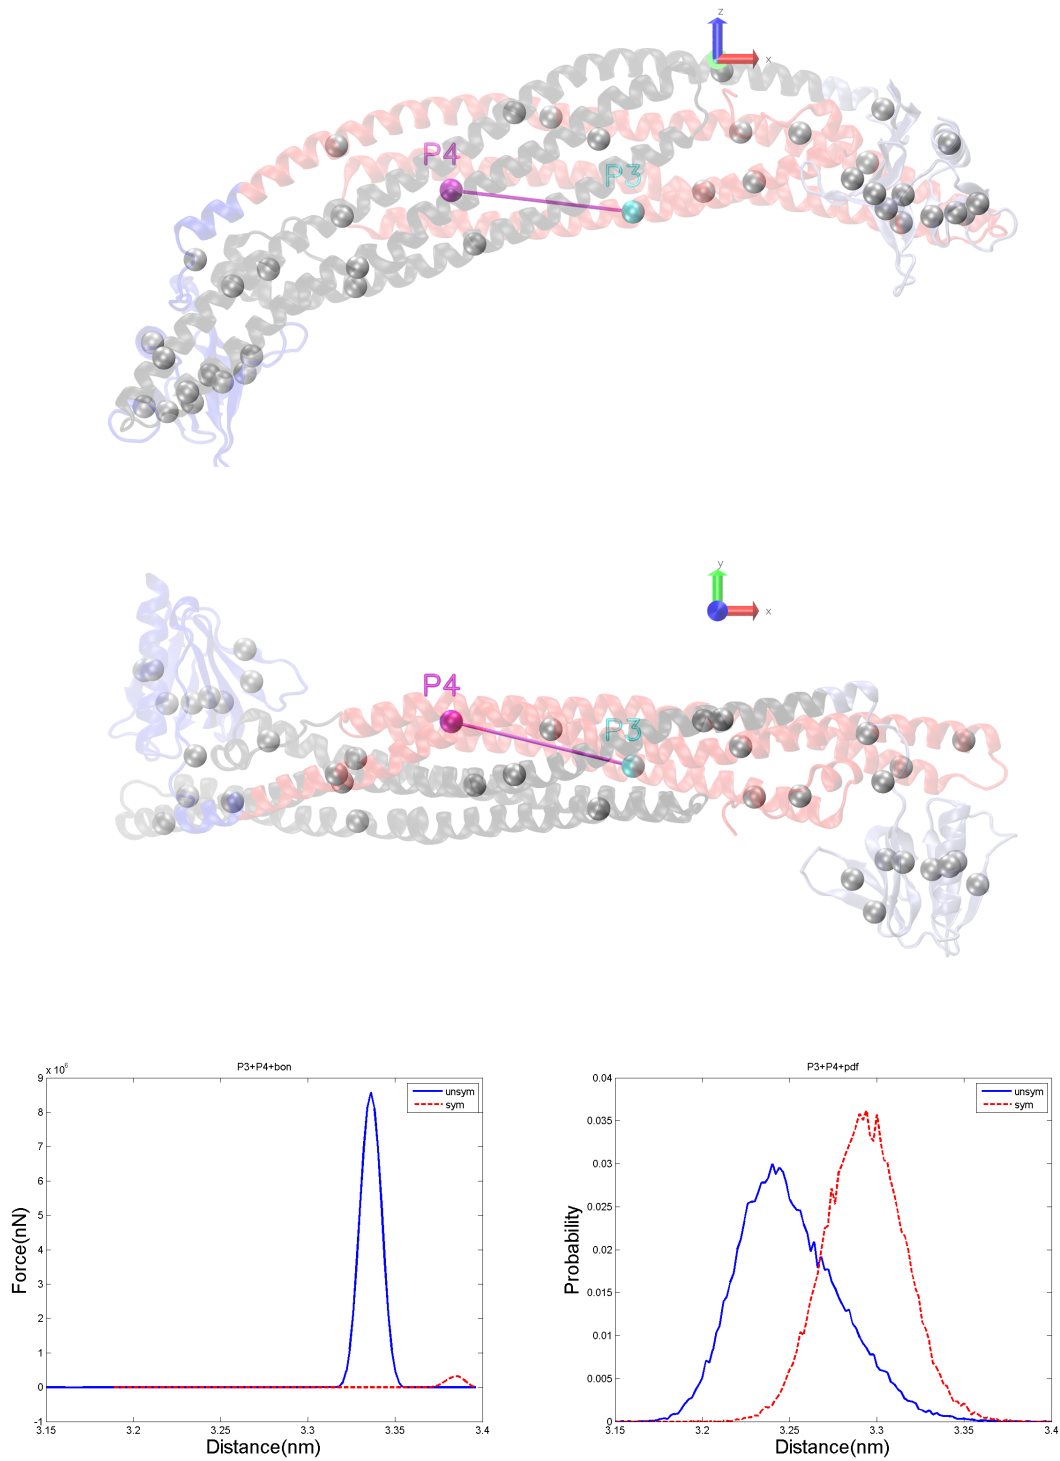 z
x
P4
P3
y
x
P4
P3
P3+P4+bon
x 10^6
9
8
7
6
5
4
3
2
1
0
-1
Force(nN)
unsym
sym
3.15
3.2
3.25
3.3
3.35
3.4
Distance(nm)
P3+P4+pdf
0.04
0.035
0.03
0.025
0.02
0.015
0.01
0.005
0
Probability
unsym
sym
3.15
3.2
3.25
3.3
3.35
3.4
Distance(nm)